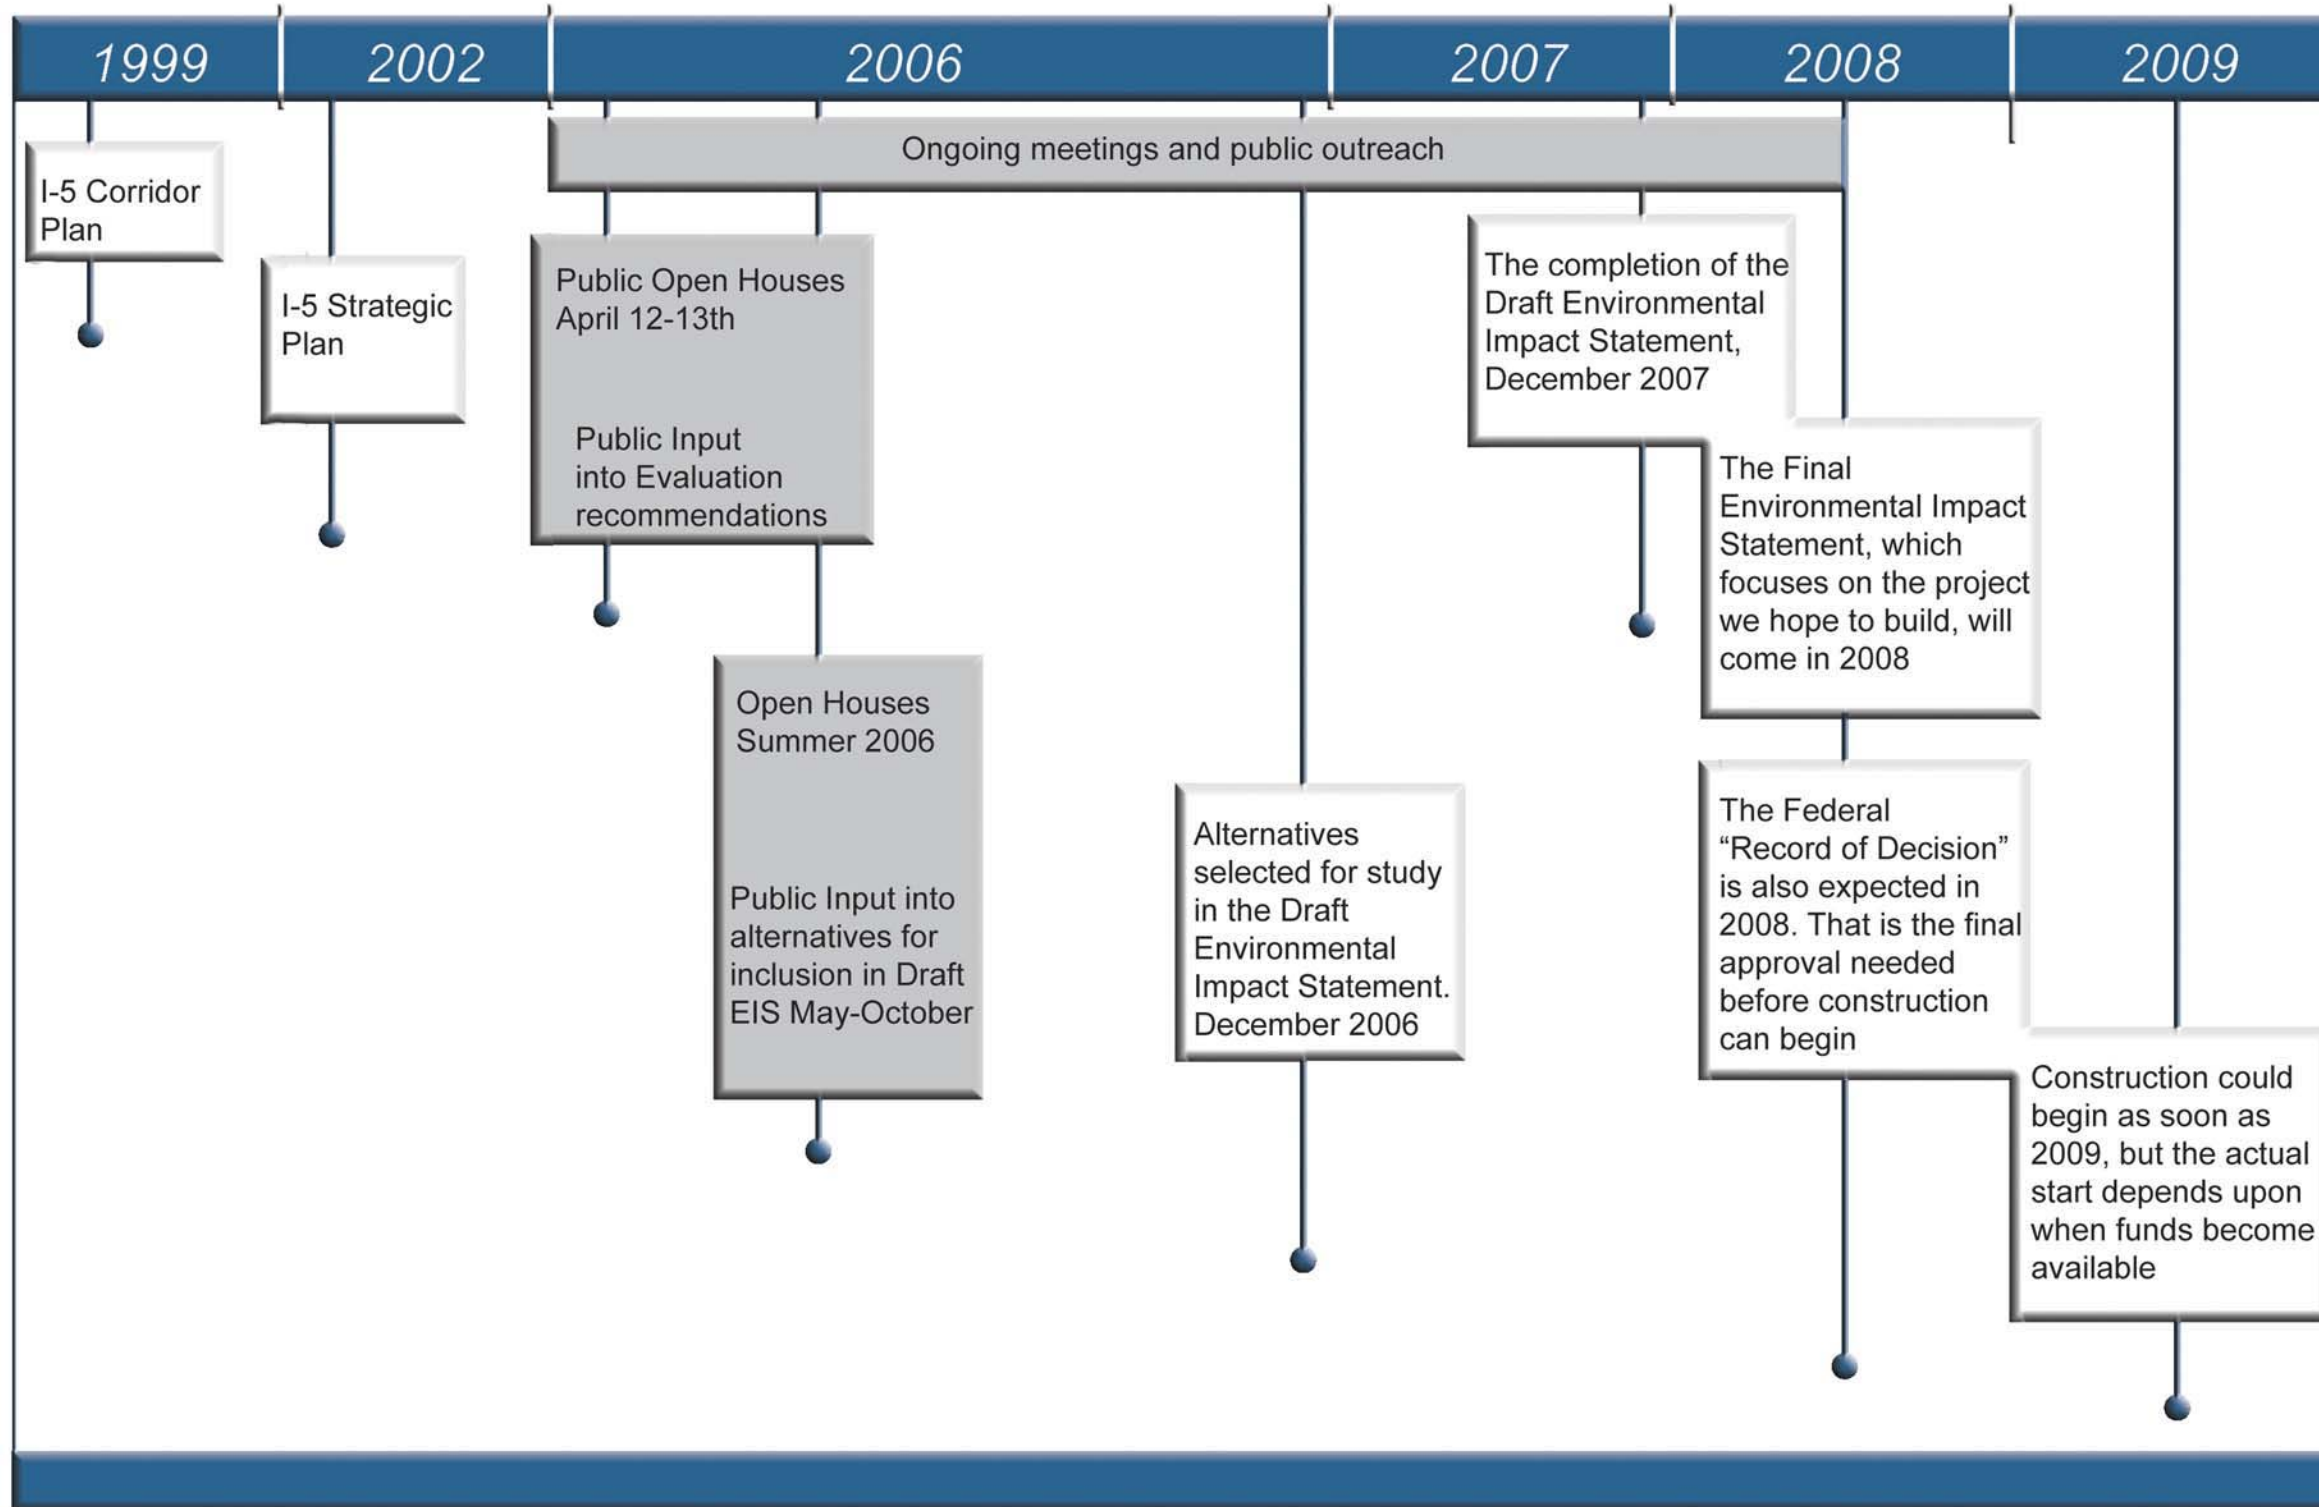 1999
2002
2006
2007
2008
2009
Ongoing meetings and public outreach
I-5 Corridor
Plan
I-5 Strategic
Plan
Public Open Houses
April 12-13th
Public Input
into Evaluation
recommendations
Open Houses
Summer 2006
Public Input into
alternatives for
inclusion in Draft
EIS May-October
Alternatives
selected for study
in the Draft
Environmental
Impact Statement.
December 2006
The completion of the
Draft Environmental
Impact Statement,
December 2007
The Final
Environmental Impact
Statement, which
focuses on the project
we hope to build, will
come in 2008
The Federal
“Record of Decision”
is also expected in
2008. That is the final
approval needed
before construction
can begin
Construction could
begin as soon as
2009, but the actual
start depends upon
when funds become
available